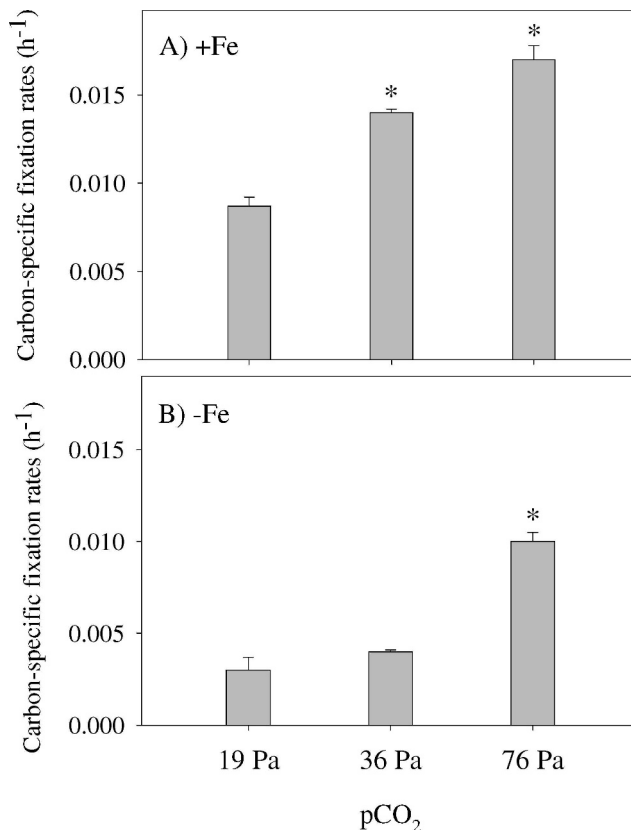 A) +Fe
*
*
Carbon-specific fixation rates (h⁻¹)
0.015
0.010
0.005
0.000
B) -Fe
*
Carbon-specific fixation rates (h⁻¹)
0.015
0.010
0.005
0.000
19 Pa 36 Pa 76 Pa
pCO₂